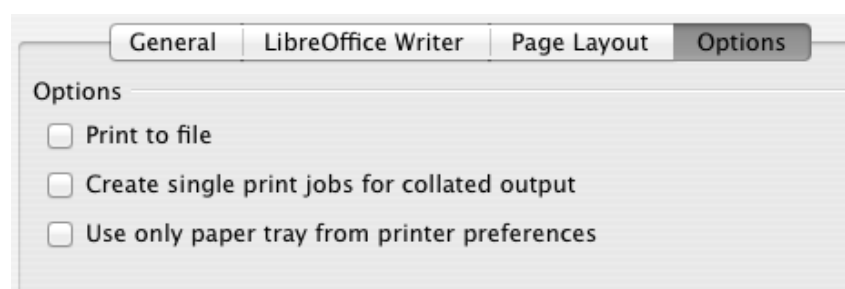 General LibreOffice Writer Page Layout Options
Options
Print to file
Create single print jobs for collated output
Use only paper tray from printer preferences